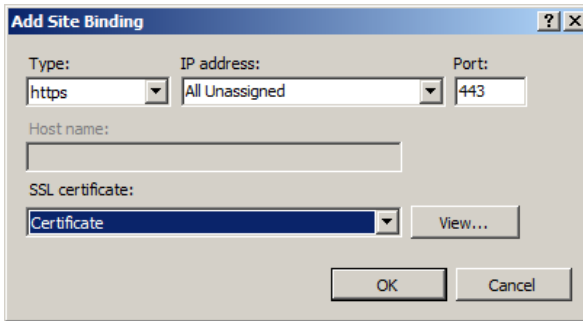 Add Site Binding
Type: IP address: Port:
https All Unassigned 443
Host name:
SSL certificate:
Certificate View...
OK Cancel